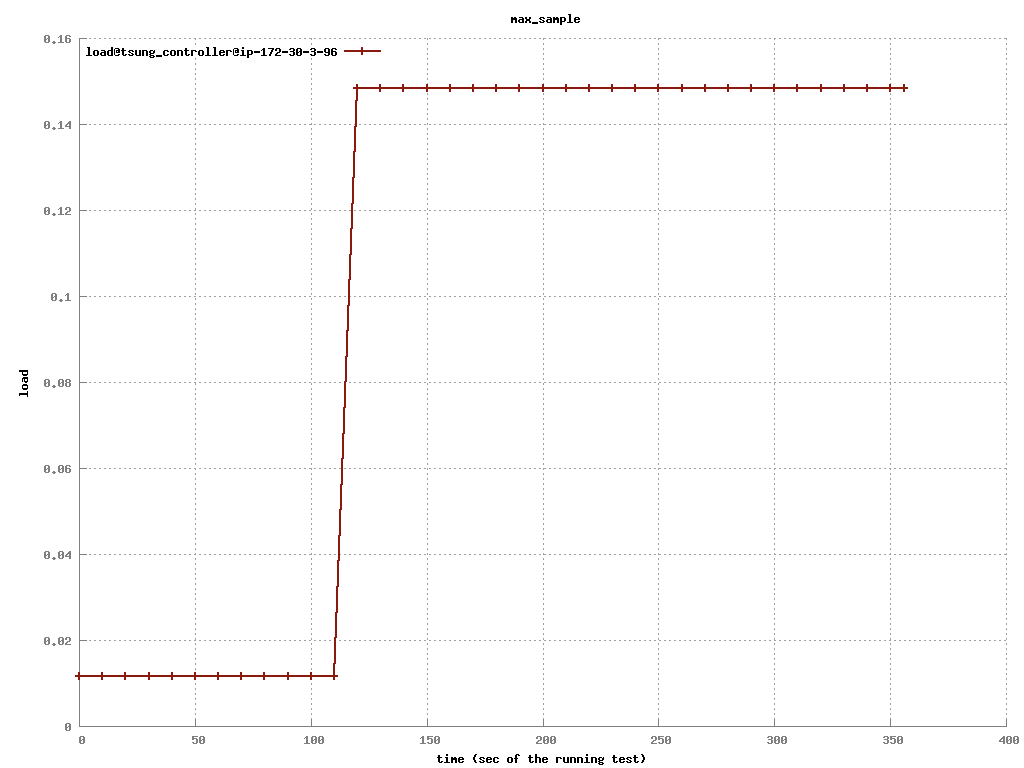 max_sample
load@tsung_controller@ip-172-30-3-96
0.16
0.14
0.12
0.1
0.08
0.06
0.04
0.02
0
load
0 50 100 150 200 250 300 350 400
time (sec of the running test)